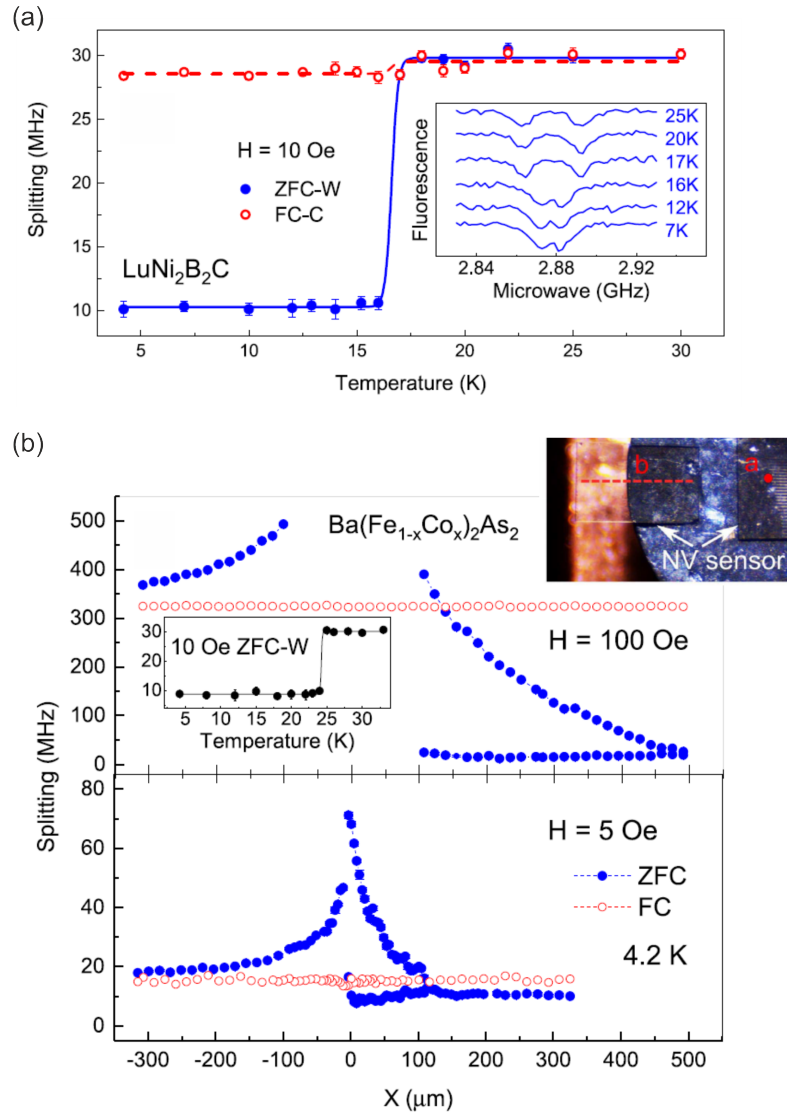 (a)
30
25
20
15
10
Splitting (MHz)
H = 10 Oe
ZFC-W
FC-C
LuNi₂B₂C
Fluorescence
25K
20K
17K
16K
12K
7K
2.84 2.88 2.92
Microwave (GHz)
5 10 15 20 25 30
Temperature (K)
(b)
b a
NV sensor
Ba(Fe₁₋ₓCoₓ)₂As₂
500
400
300
200
100
0
30
20
10
10 Oe ZFC-W
5 10 15 20 25 30
Temperature (K)
H = 100 Oe
Splitting (MHz)
80
60
40
20
0
H = 5 Oe
ZFC
FC
4.2 K
-300 -200 -100 0 100 200 300 400 500
X (μm)